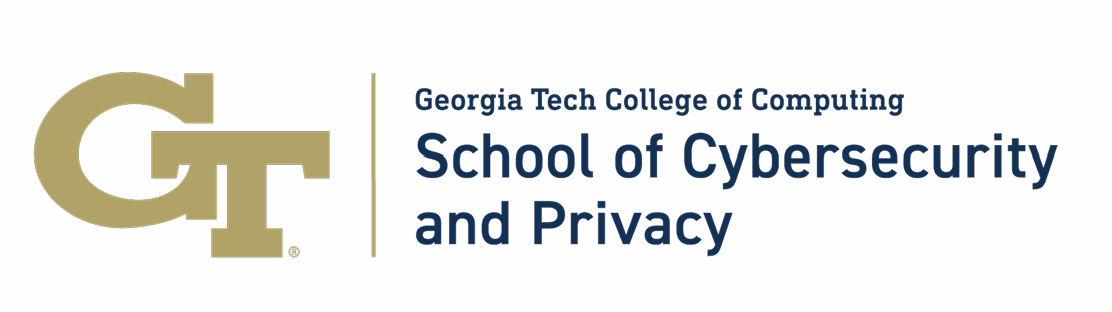 GT®
Georgia Tech College of Computing
School of Cybersecurity
and Privacy